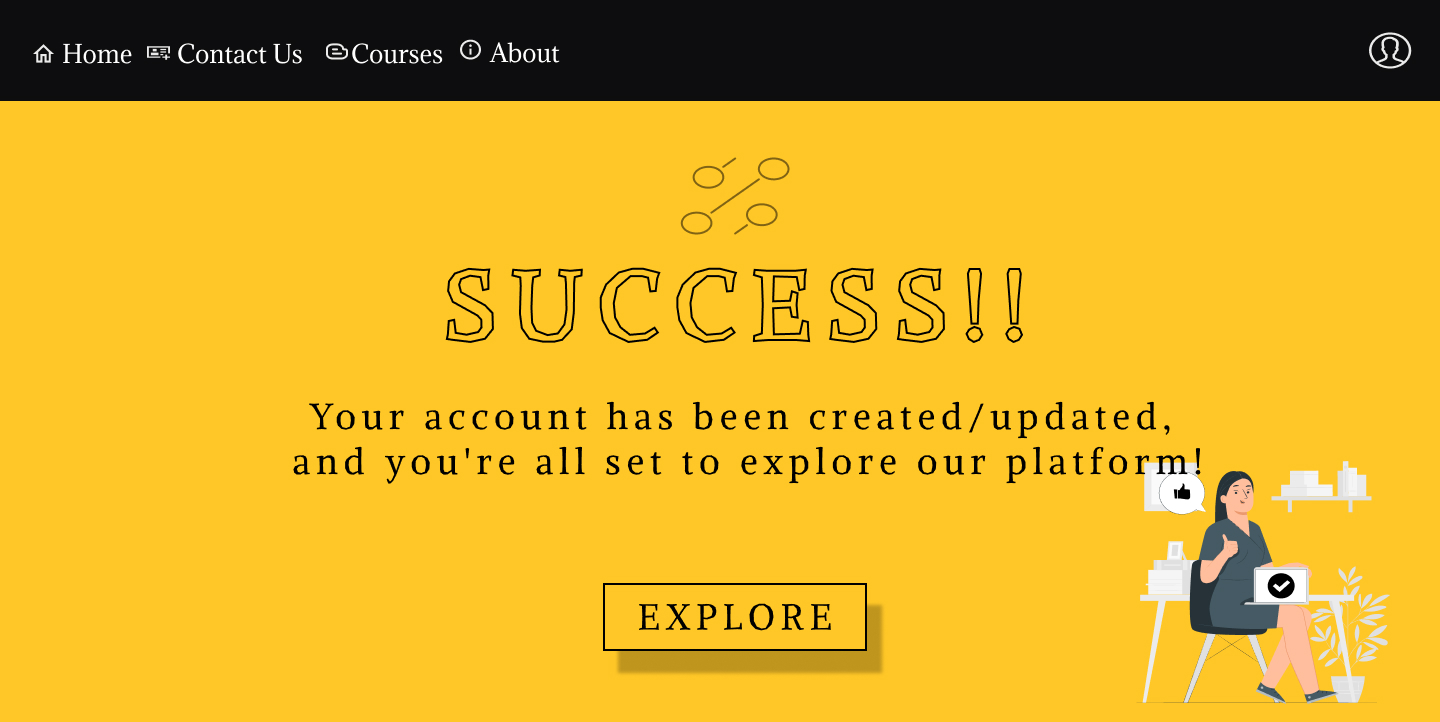 Home Contact Us Courses About
SUCCESS!!
Your account has been created/updated,
and you're all set to explore our platform!
EXPLORE